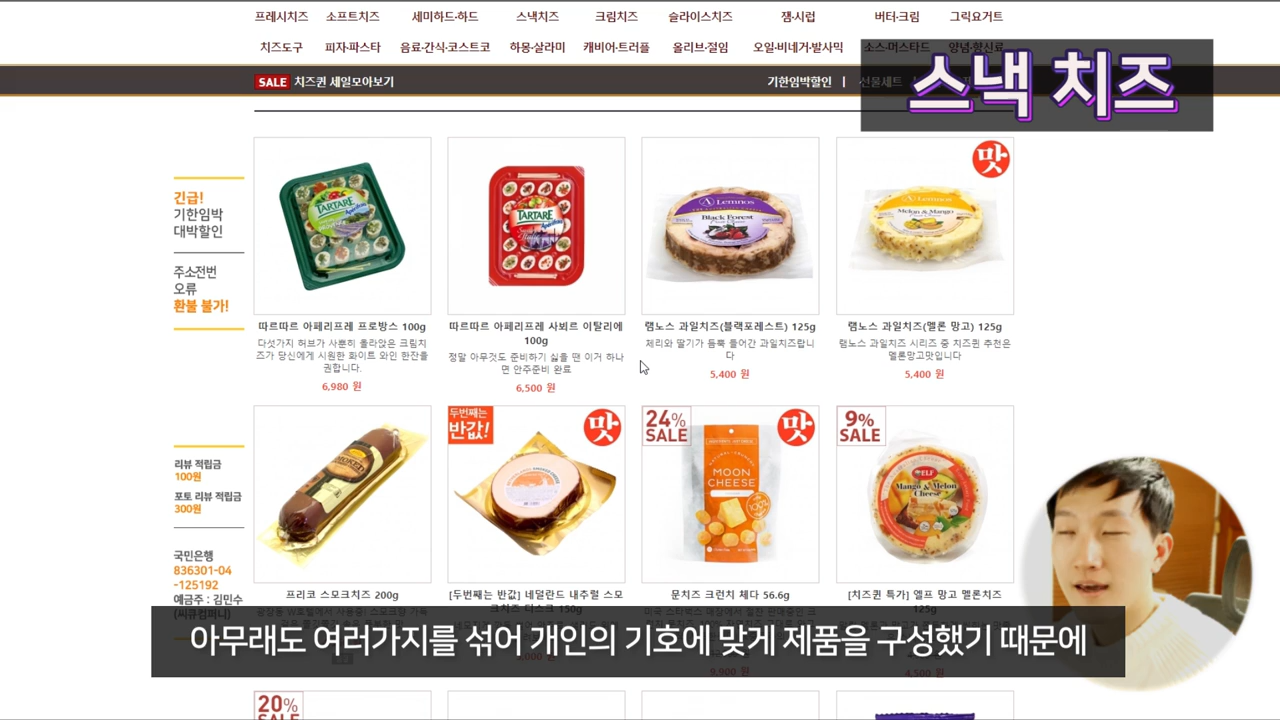 프레시치즈 소프트치즈 세미하드·하드 스낵치즈 크림치즈 슬라이스치즈 잼·시럽 버터·크림 그릭요거트
치즈도구 피자·파스타 음료·간식·코스트코 하몽·살라미 캐비어·트러플 올리브·절임 오일·비네거·발사믹 소스·머스타드 양념·향신료
SALE 치즈퀸 세일모아보기 기한임박할인 | 선물세트
스낵 치즈
긴급!
기한임박
대박할인
주소전번
오류
환불 불가!
맛
TARTARE
TARTARE
Lemnos
Black Forest
Lemnos
Melon & Mango
따르따르 아페리프레 프로방스 100g
다섯가지 허브가 사뿐히 올라앉은 크림치
즈가 당신에게 시원한 화이트 와인 한잔을
권합니다.
6,980 원
따르따르 아페리프레 사뵈르 이탈리에
100g
정말 아무것도 준비하기 싫을 땐 이거 하나
면 안주준비 완료
6,500 원
램노스 과일치즈(블랙포레스트) 125g
체리와 딸기가 듬뿍 들어간 과일치즈랍니
다
5,400 원
램노스 과일치즈(멜론 망고) 125g
램노스 과일치즈 시리즈 중 치즈퀸 추천은
멜론망고맛입니다
5,400 원
리뷰 적립금
100원
포토 리뷰 적립금
300원
국민은행
836301-04
-125192
예금주 : 김민수
(씨큐컴퍼니)
두번째는
반값!
맛
24%
SALE
맛
MOON
CHEESE
9%
SALE
ELF
Mango & Melon
Cheese
프리코 스모크치즈 200g
[두번째는 반값] 네덜란드 내추럴 스모
크치즈 디스크 150g
문치즈 크런치 체다 56.6g
[치즈퀸 특가] 엘프 망고 멜론치즈
125g
9,900 원
4,500 원
아무래도 여러가지를 섞어 개인의 기호에 맞게 제품을 구성했기 때문에
20%
SALE